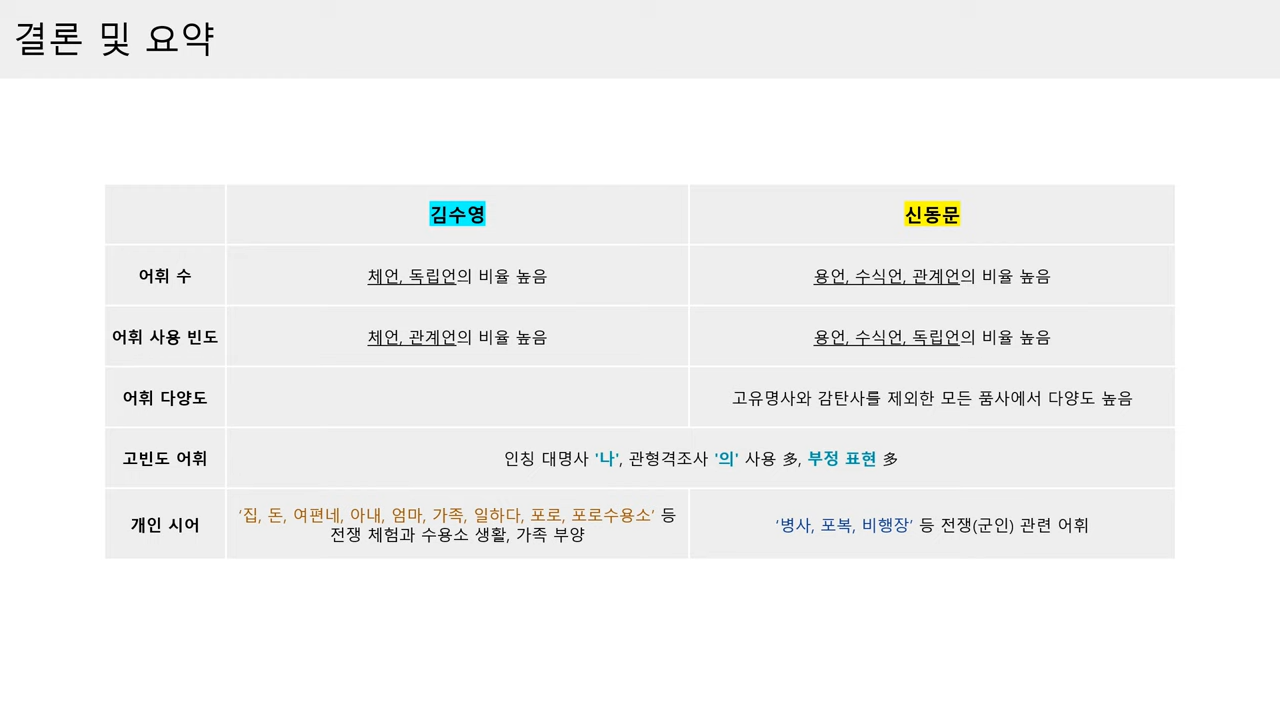 결론 및 요약
김수영
신동문
어휘 수
체언, 독립언의 비율 높음
용언, 수식언, 관계언의 비율 높음
어휘 사용 빈도
체언, 관계언의 비율 높음
용언, 수식언, 독립언의 비율 높음
어휘 다양도
고유명사와 감탄사를 제외한 모든 품사에서 다양도 높음
고빈도 어휘
인칭 대명사 '나', 관형격조사 '의' 사용 多, 부정 표현 多
개인 시어
‘집, 돈, 여편네, 아내, 엄마, 가족, 일하다, 포로, 포로수용소’ 등
전쟁 체험과 수용소 생활, 가족 부양
‘병사, 포복, 비행장’ 등 전쟁(군인) 관련 어휘